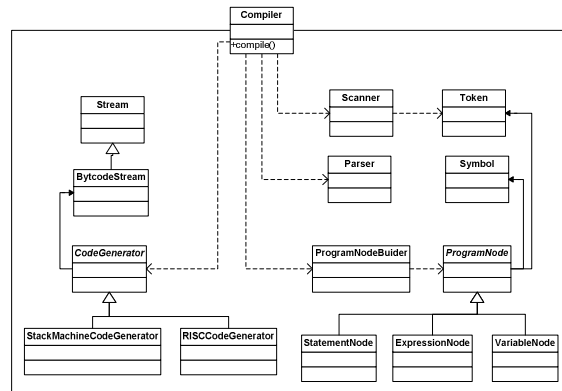 Compiler
+compile()
Stream
Scanner
Token
BytcodeStream
Parser
Symbol
CodeGenerator
ProgramNodeBuider
ProgramNode
StackMachineCodeGenerator
RISCCodeGenerator
StatementNode
ExpressionNode
VariableNode